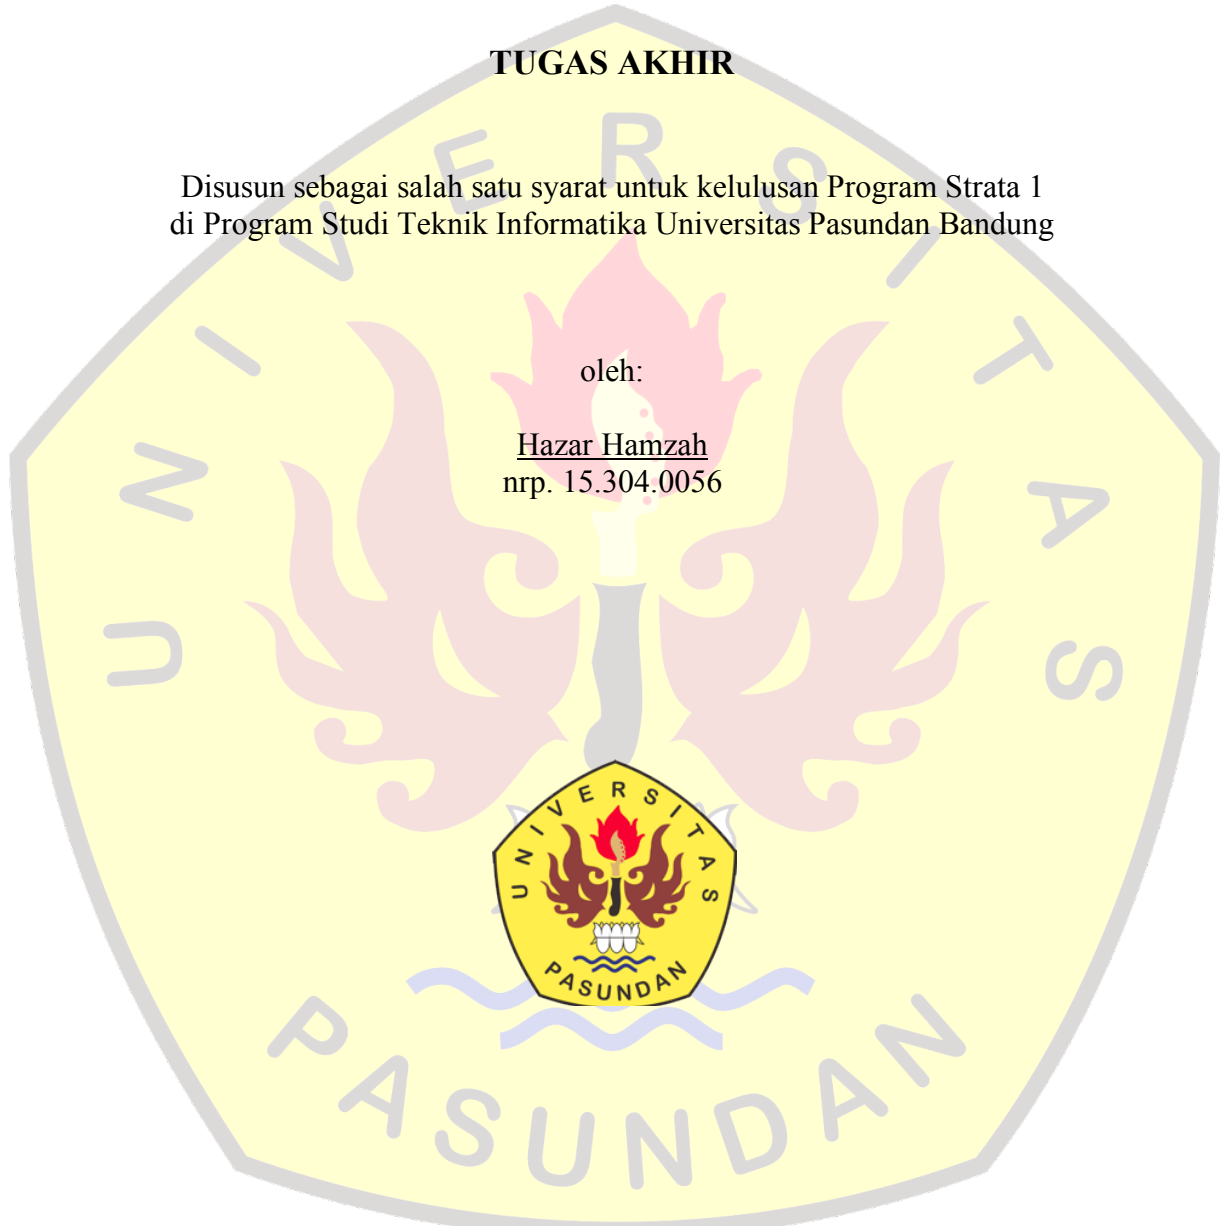 TUGAS AKHIR
Disusun sebagai salah satu syarat untuk kelulusan Program Strata 1
di Program Studi Teknik Informatika Universitas Pasundan Bandung
oleh:
Hazar Hamzah
nrp. 15.304.0056
UNIVERSITAS
PASUNDAN
UNIVERSITAS
PASUNDAN